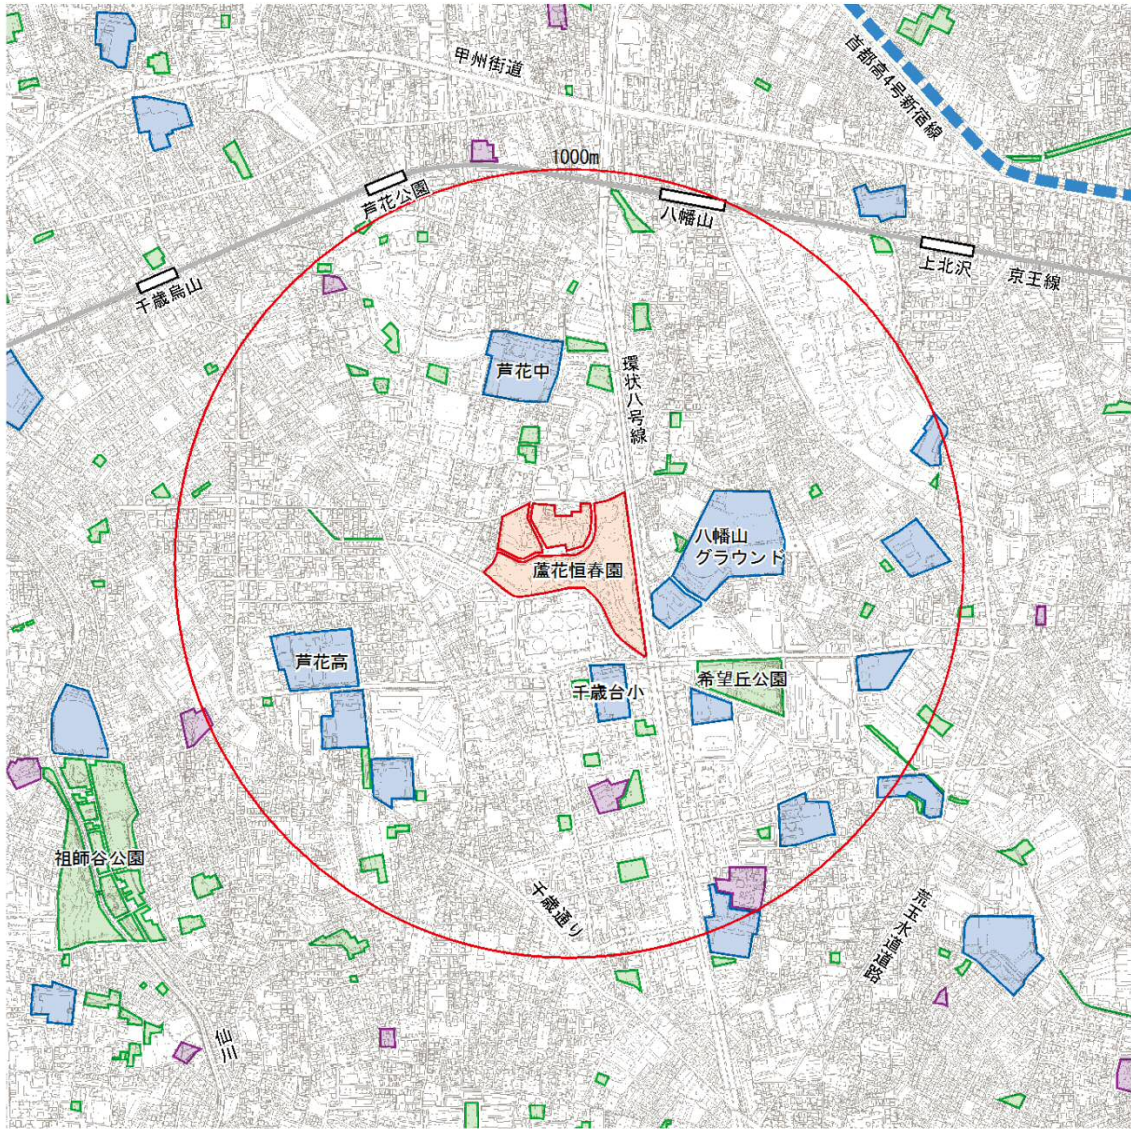 甲州街道
首都高4号新宿線
1000m
芦花公園
八幡山
上北沢
京王線
千歳烏山
環状八号線
芦花中
八幡山
グラウンド
蘆花恒春園
芦花高
千歳台小
希望丘公園
祖師谷公園
千歳通り
荒玉水道道路
仙川